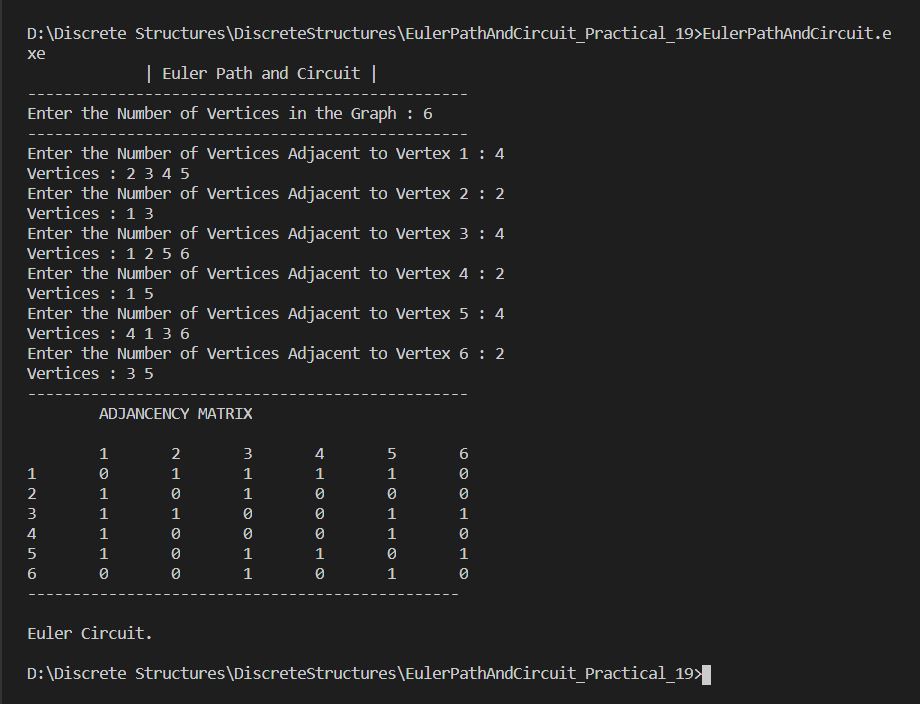 D:\Discrete Structures\DiscreteStructures\EulerPathAndCircuit_Practical_19>EulerPathAndCircuit.e
xe
| Euler Path and Circuit |
-------------------------------------------------
Enter the Number of Vertices in the Graph : 6
-------------------------------------------------
Enter the Number of Vertices Adjacent to Vertex 1 : 4
Vertices : 2 3 4 5
Enter the Number of Vertices Adjacent to Vertex 2 : 2
Vertices : 1 3
Enter the Number of Vertices Adjacent to Vertex 3 : 4
Vertices : 1 2 5 6
Enter the Number of Vertices Adjacent to Vertex 4 : 2
Vertices : 1 5
Enter the Number of Vertices Adjacent to Vertex 5 : 4
Vertices : 4 1 3 6
Enter the Number of Vertices Adjacent to Vertex 6 : 2
Vertices : 3 5
-------------------------------------------------
ADJANCENCY MATRIX
1 2 3 4 5 6
1 0 1 1 1 1 0
2 1 0 1 0 0 0
3 1 1 0 0 1 1
4 1 0 0 0 1 0
5 1 0 1 1 0 1
6 0 0 1 0 1 0
------------------------------------------------
Euler Circuit.
D:\Discrete Structures\DiscreteStructures\EulerPathAndCircuit_Practical_19>